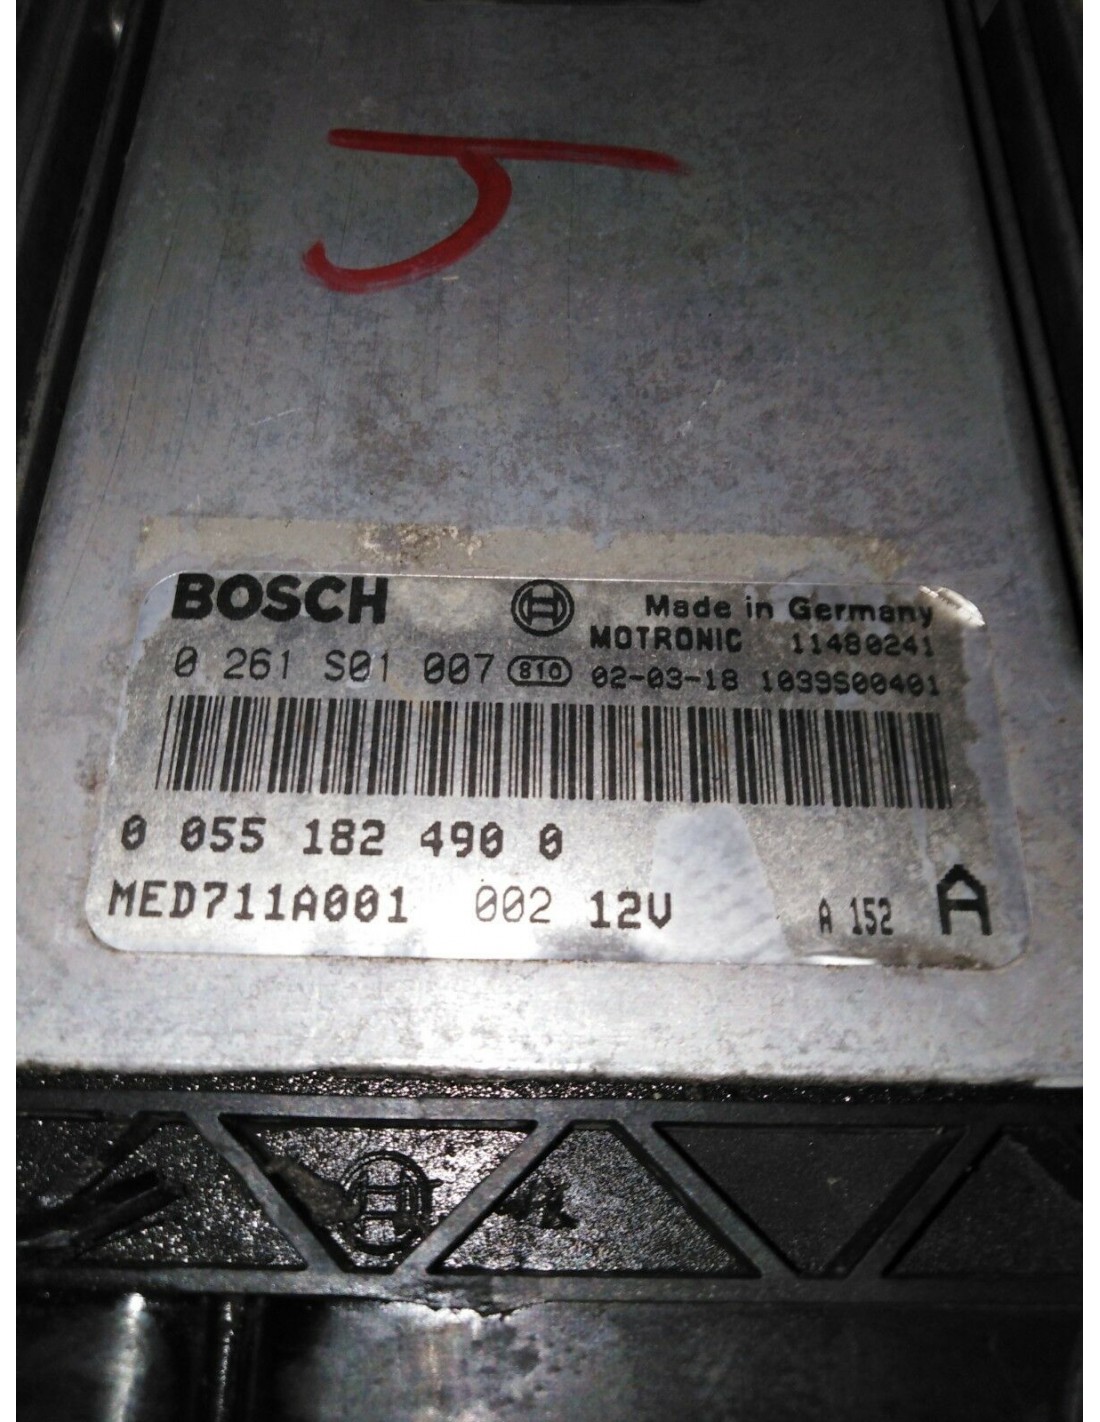 BOSCH Made in Germany
MOTRONIC 11480241
0 261 S01 007 810 02-03-18 1039S00401
0 055 182 490 0
MED711A001 002 12V A 152 A